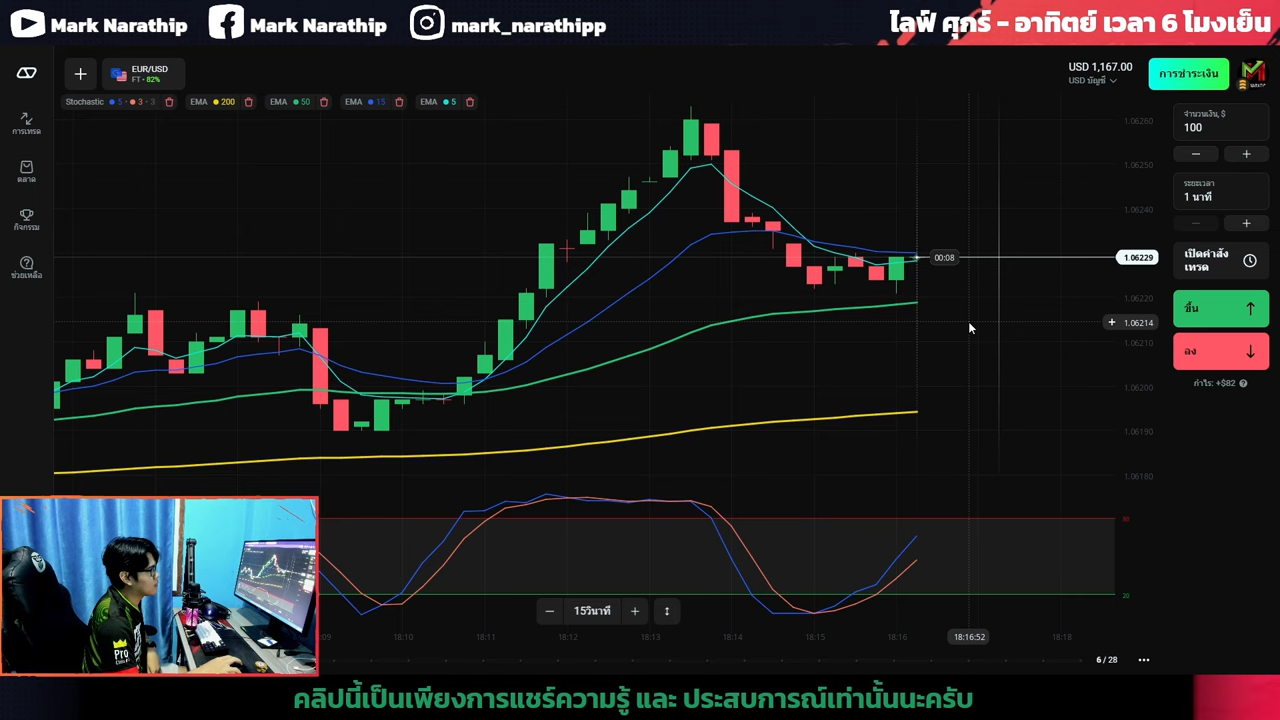 Mark Narathip
Mark Narathip
mark_narathipp
ไลฟ์ ศุกร์ - อาทิตย์ เวลา 6 โมงเย็น
EUR/USD
FT • 82%
USD 1,167.00
USD บัญชี
การชำระเงิน
Stochastic 5 3 3
EMA 200
EMA 50
EMA 15
EMA 5
การเทรด
ตลาด
กิจกรรม
ช่วยเหลือ
จำนวนเงิน, $
100
ระยะเวลา
1 นาที
เปิดคำสั่ง
เทรด
ขึ้น
ลง
กำไร: +$82
1.06260
1.06250
1.06240
1.06229
1.06220
1.06214
1.06210
1.06200
1.06190
1.06180
00:08
80
20
15วินาที
:09
18:10
18:11
18:12
18:13
18:14
18:15
18:16
18:16:52
18:18
6 / 28
Pro
คลิปนี้เป็นเพียงการแชร์ความรู้ และ ประสบการณ์เท่านั้นนะครับ